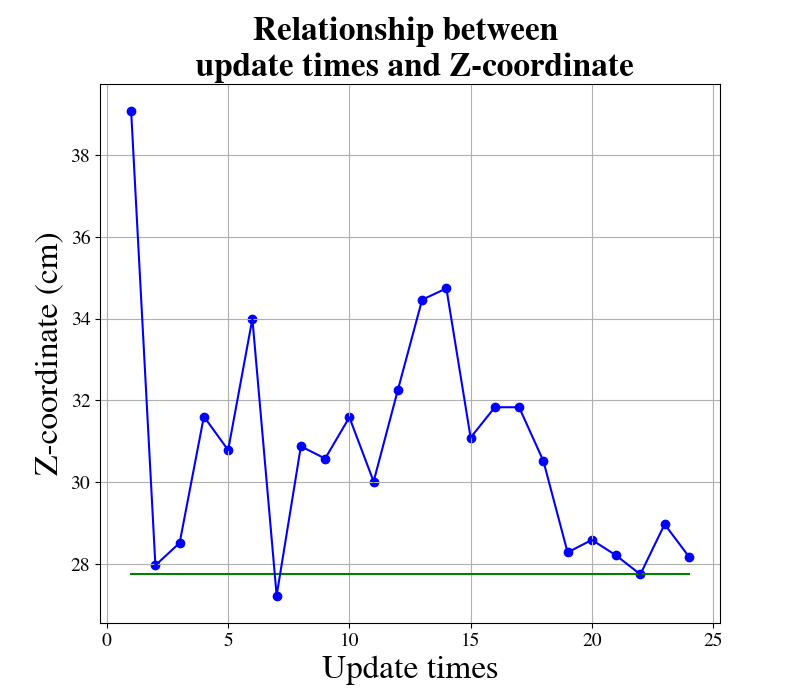 Relationship between
update times and Z-coordinate
Z-coordinate (cm)
38
36
34
32
30
28
0 5 10 15 20 25
Update times